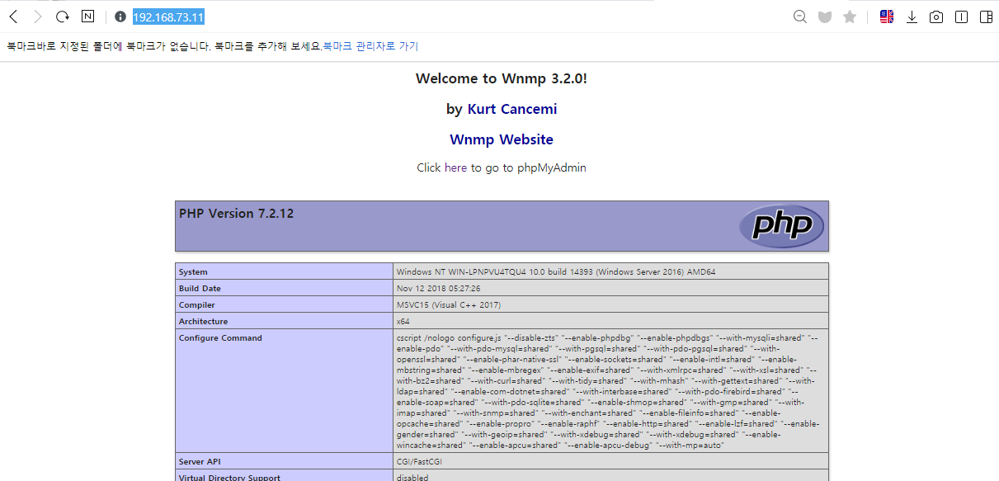 192.168.73.11
북마크바로 지정된 폴더에 북마크가 없습니다. 북마크를 추가해 보세요.북마크 관리자로 가기
Welcome to Wnmp 3.2.0!
by Kurt Cancemi
Wnmp Website
Click here to go to phpMyAdmin
PHP Version 7.2.12
php
System Windows NT WIN-LPNPVU4TQU4 10.0 build 14393 (Windows Server 2016) AMD64
Build Date Nov 12 2018 05:27:26
Compiler MSVC15 (Visual C++ 2017)
Architecture x64
Configure Command cscript /nologo configure.js "--disable-zts" "--enable-phpdbg" "--enable-phpdbgs" "--with-mysqli=shared" "--
enable-pdo" "--with-pdo-mysql=shared" "--with-pgsql=shared" "--with-pdo-pgsql=shared" "--with-
openssl=shared" "--enable-phar-native-ssl" "--enable-sockets=shared" "--enable-intl=shared" "--enable-
mbstring=shared" "--enable-mbregex" "--enable-exif=shared" "--with-xmlrpc=shared" "--with-xsl=shared" "--
with-bz2=shared" "--with-curl=shared" "--with-tidy=shared" "--with-mhash" "--with-gettext=shared" "--with-
ldap=shared" "--enable-com-dotnet=shared" "--with-interbase=shared" "--with-pdo-firebird=shared" "--
enable-soap=shared" "--with-pdo-sqlite=shared" "--enable-shmop=shared" "--with-gmp=shared" "--with-
imap=shared" "--with-snmp=shared" "--with-enchant=shared" "--enable-fileinfo=shared" "--enable-
opcache=shared" "--enable-propro" "--enable-raphf" "--enable-http=shared" "--enable-lzf=shared" "--enable-
gender=shared" "--with-geoip=shared" "--with-xdebug=shared" "--with-xdebug=shared" "--enable-
wincache=shared" "--enable-apcu=shared" "--enable-apcu-debug" "--with-mp=auto"
Server API CGI/FastCGI
Virtual Directory Support disabled